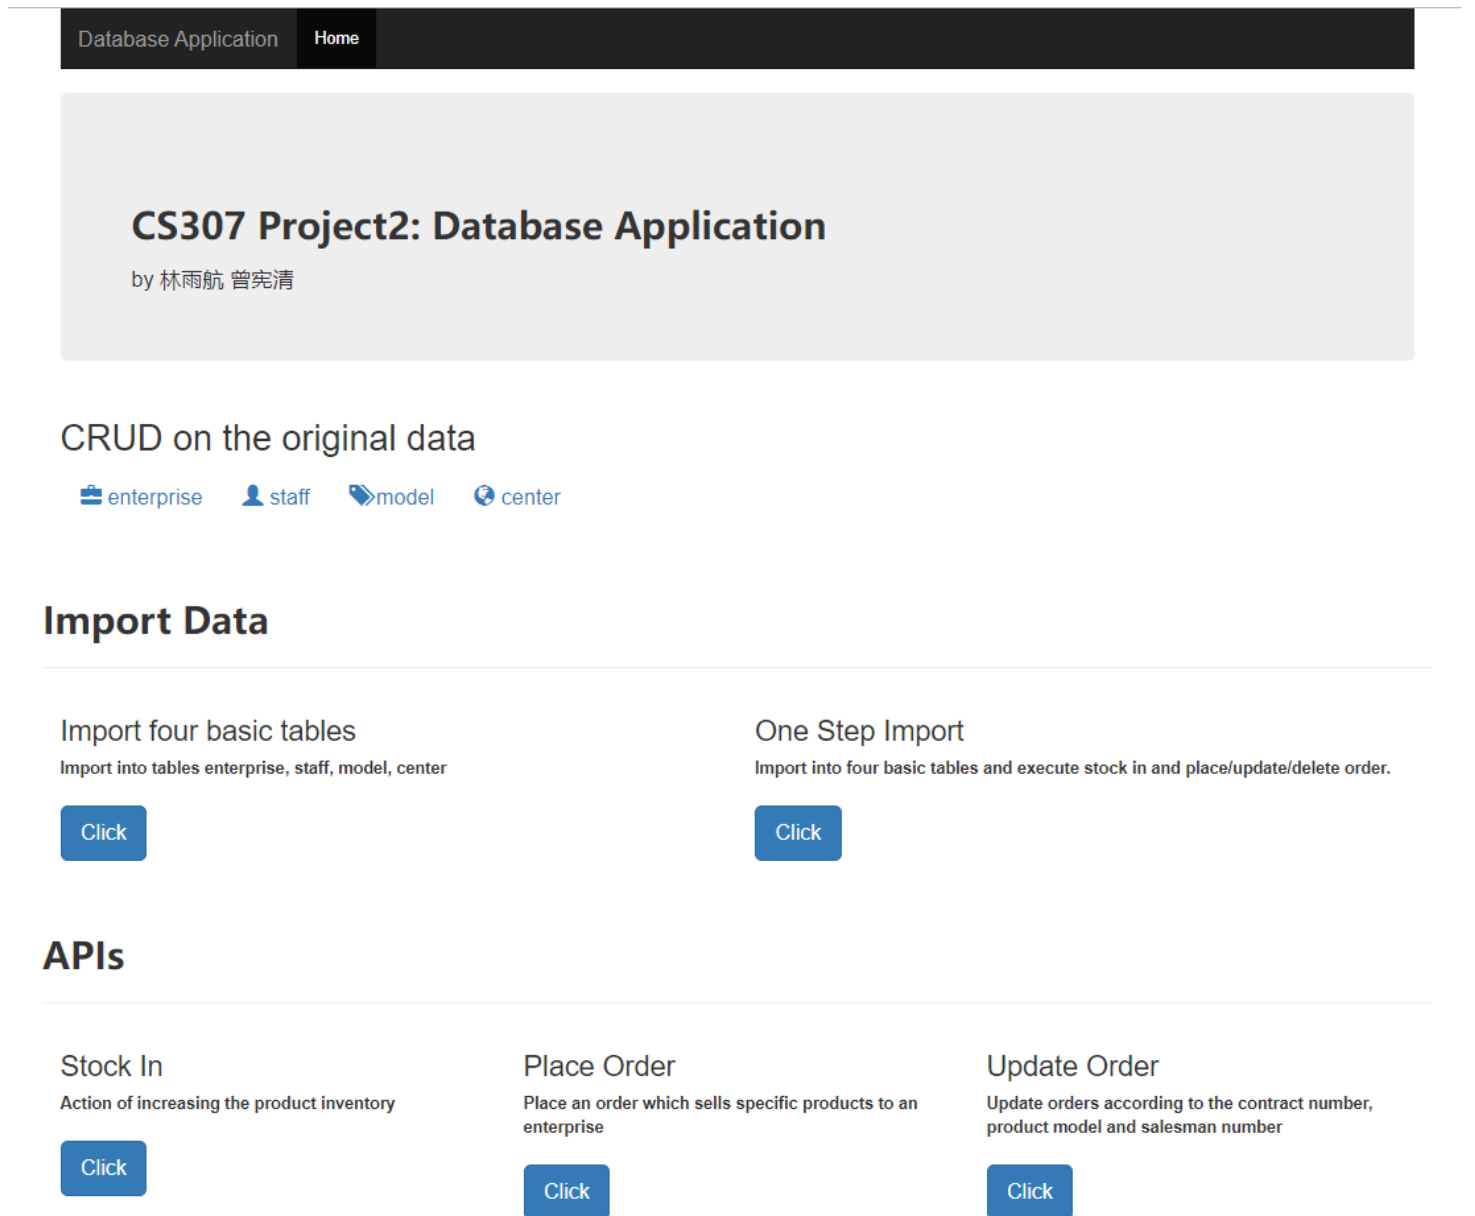 Database Application Home
CS307 Project2: Database Application
by 林雨航 曾宪清
CRUD on the original data
enterprise staff model center
Import Data
Import four basic tables
Import into tables enterprise, staff, model, center
Click
One Step Import
Import into four basic tables and execute stock in and place/update/delete order.
Click
APIs
Stock In
Action of increasing the product inventory
Click
Place Order
Place an order which sells specific products to an
enterprise
Click
Update Order
Update orders according to the contract number,
product model and salesman number
Click